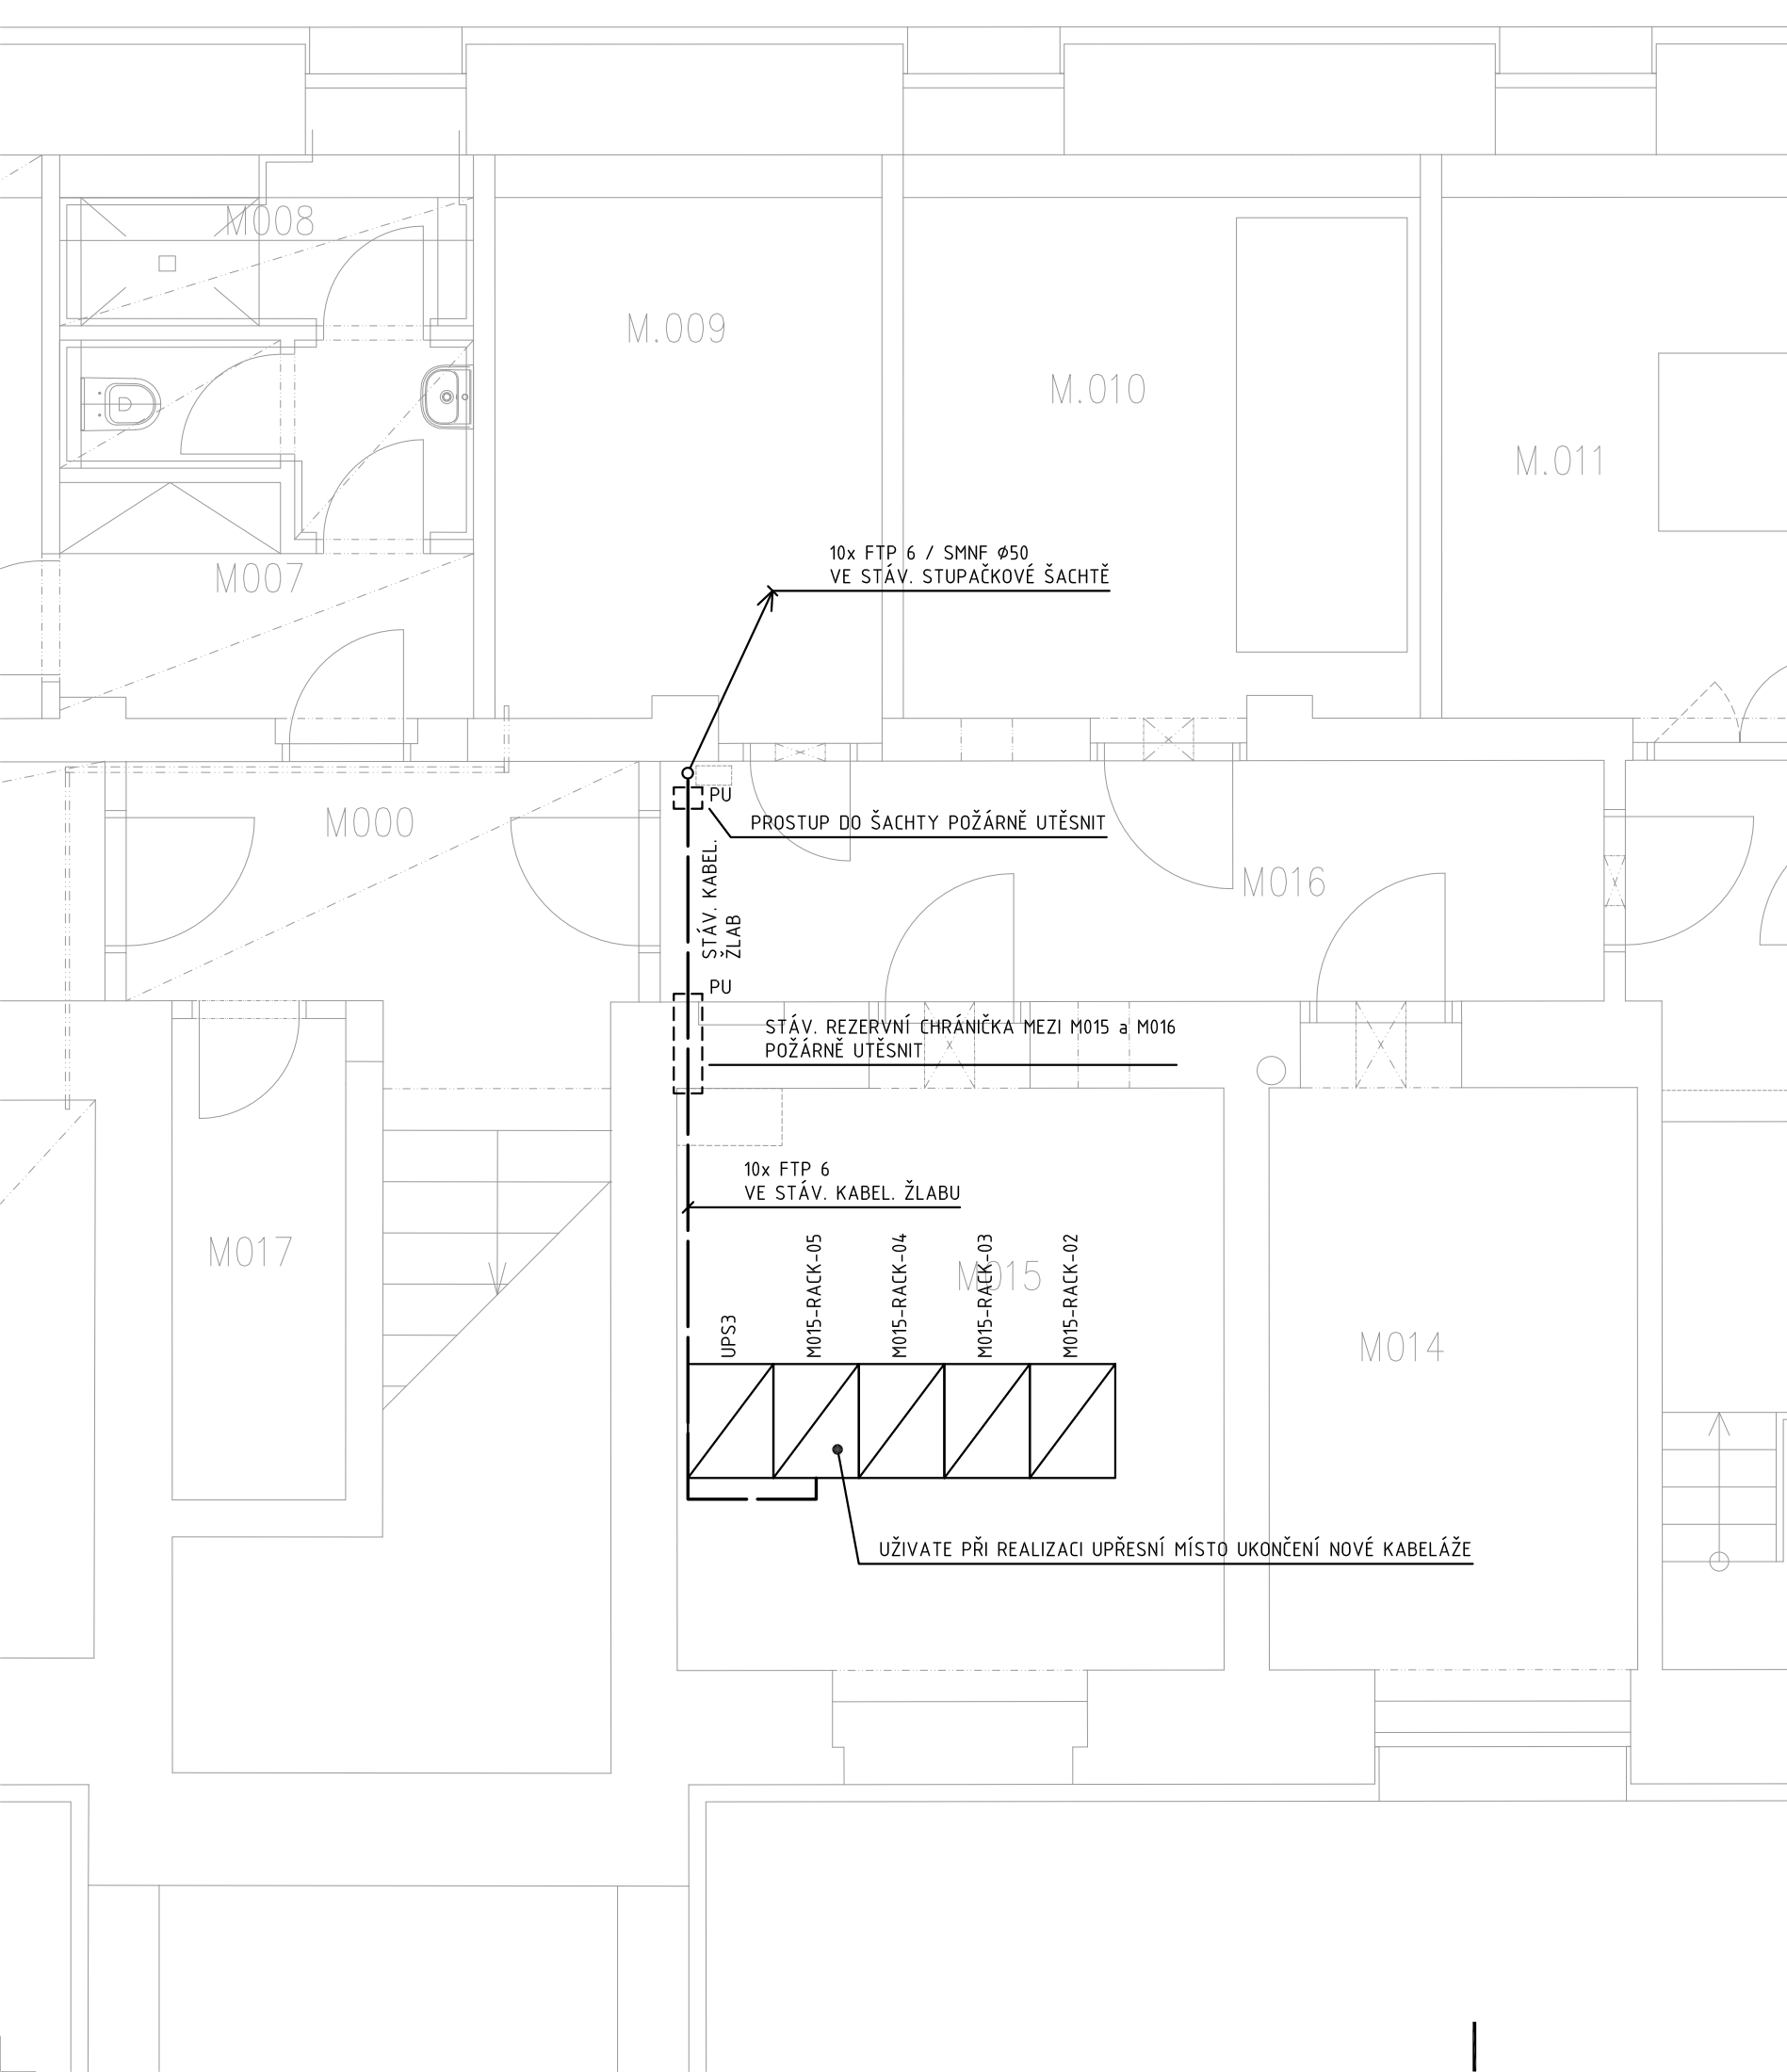 M008
M.009
M.010
M.011
10x FTP 6 / SMNF Ø50
VE STÁV. STUPAČKOVÉ ŠACHTĚ
M007
PU
PROSTUP DO ŠACHTY POŽÁRNĚ UTĚSNIT
M000
STÁV. KABEL.
ŽLAB
M016
PU
STÁV. REZERVNÍ CHRÁNIČKA MEZI M015 a M016
POŽÁRNĚ UTĚSNIT
10x FTP 6
VE STÁV. KABEL. ŽLABU
M017
M015
UPS3
M015-RACK-05
M015-RACK-04
M015-RACK-03
M015-RACK-02
M014
UŽIVATE PŘI REALIZACI UPŘESNÍ MÍSTO UKONČENÍ NOVÉ KABELÁŽE